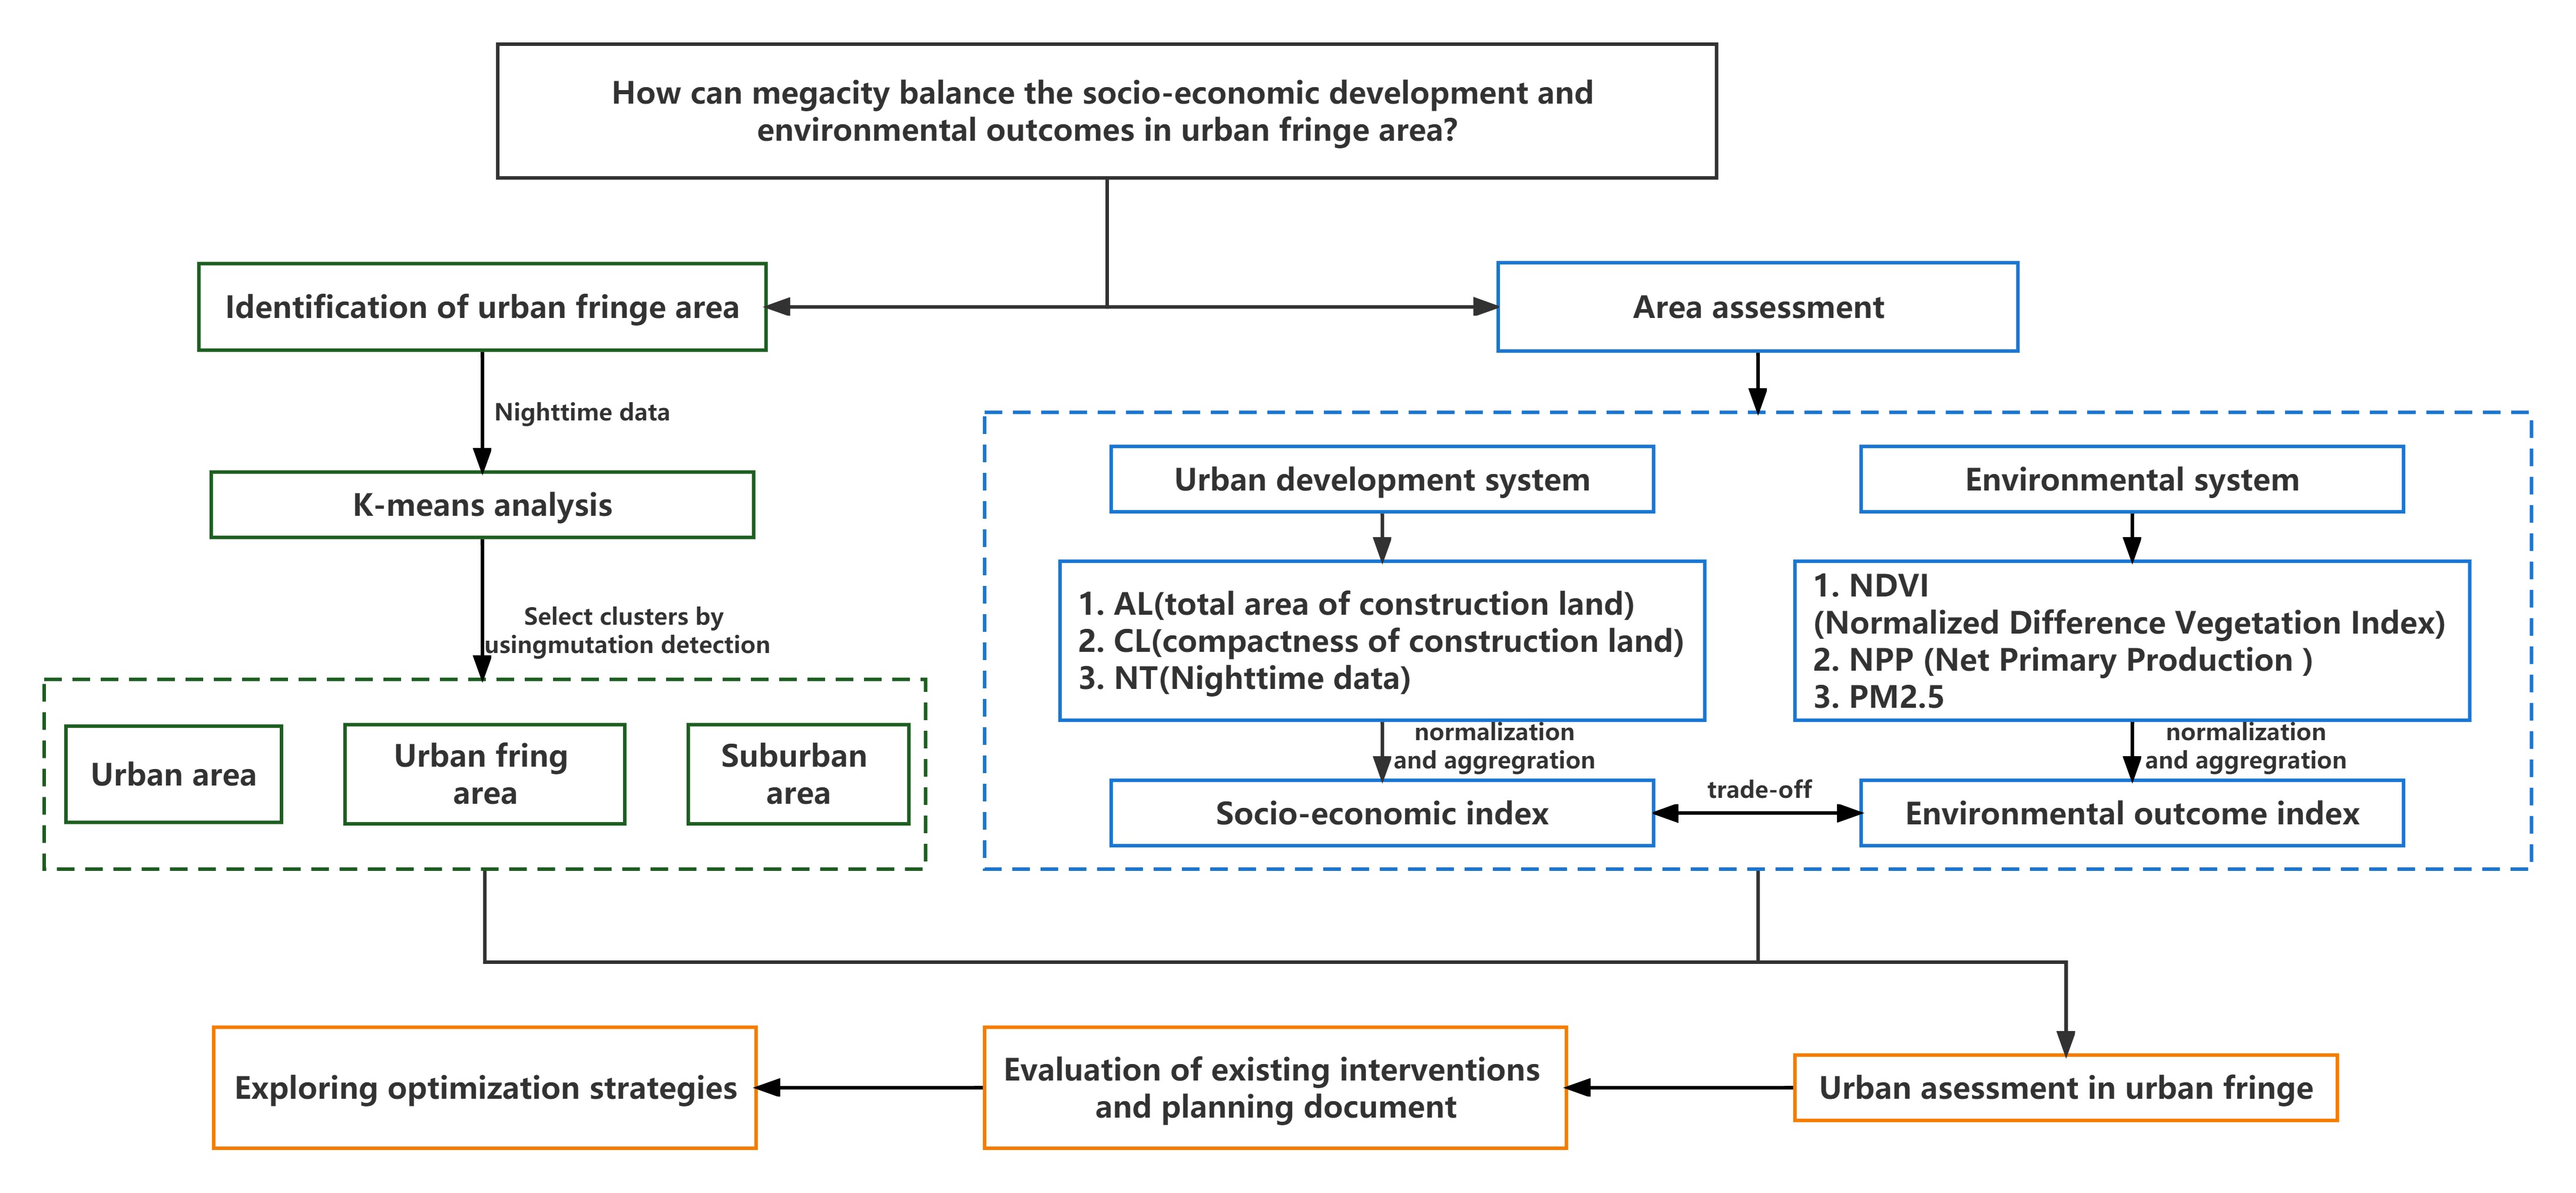 How can megacity balance the socio-economic development and
environmental outcomes in urban fringe area?
Identification of urban fringe area
Area assessment
Nighttime data
K-means analysis
Select clusters by
usingmutation detection
Urban area
Urban fring
area
Suburban
area
Urban development system
Environmental system
1. AL(total area of construction land)
2. CL(compactness of construction land)
3. NT(Nighttime data)
1. NDVI
(Normalized Difference Vegetation Index)
2. NPP (Net Primary Production )
3. PM2.5
normalization
and aggregration
normalization
and aggregration
Socio-economic index
trade-off
Environmental outcome index
Exploring optimization strategies
Evaluation of existing interventions
and planning document
Urban asessment in urban fringe